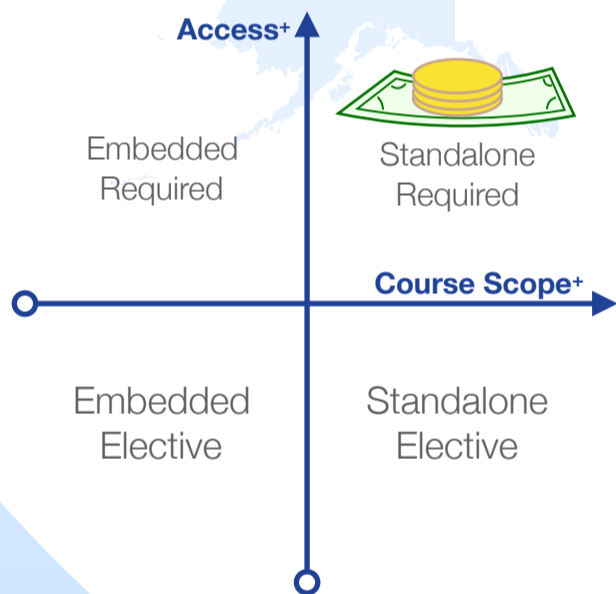 Access⁺
Embedded
Required
Standalone
Required
Course Scope⁺
Embedded
Elective
Standalone
Elective